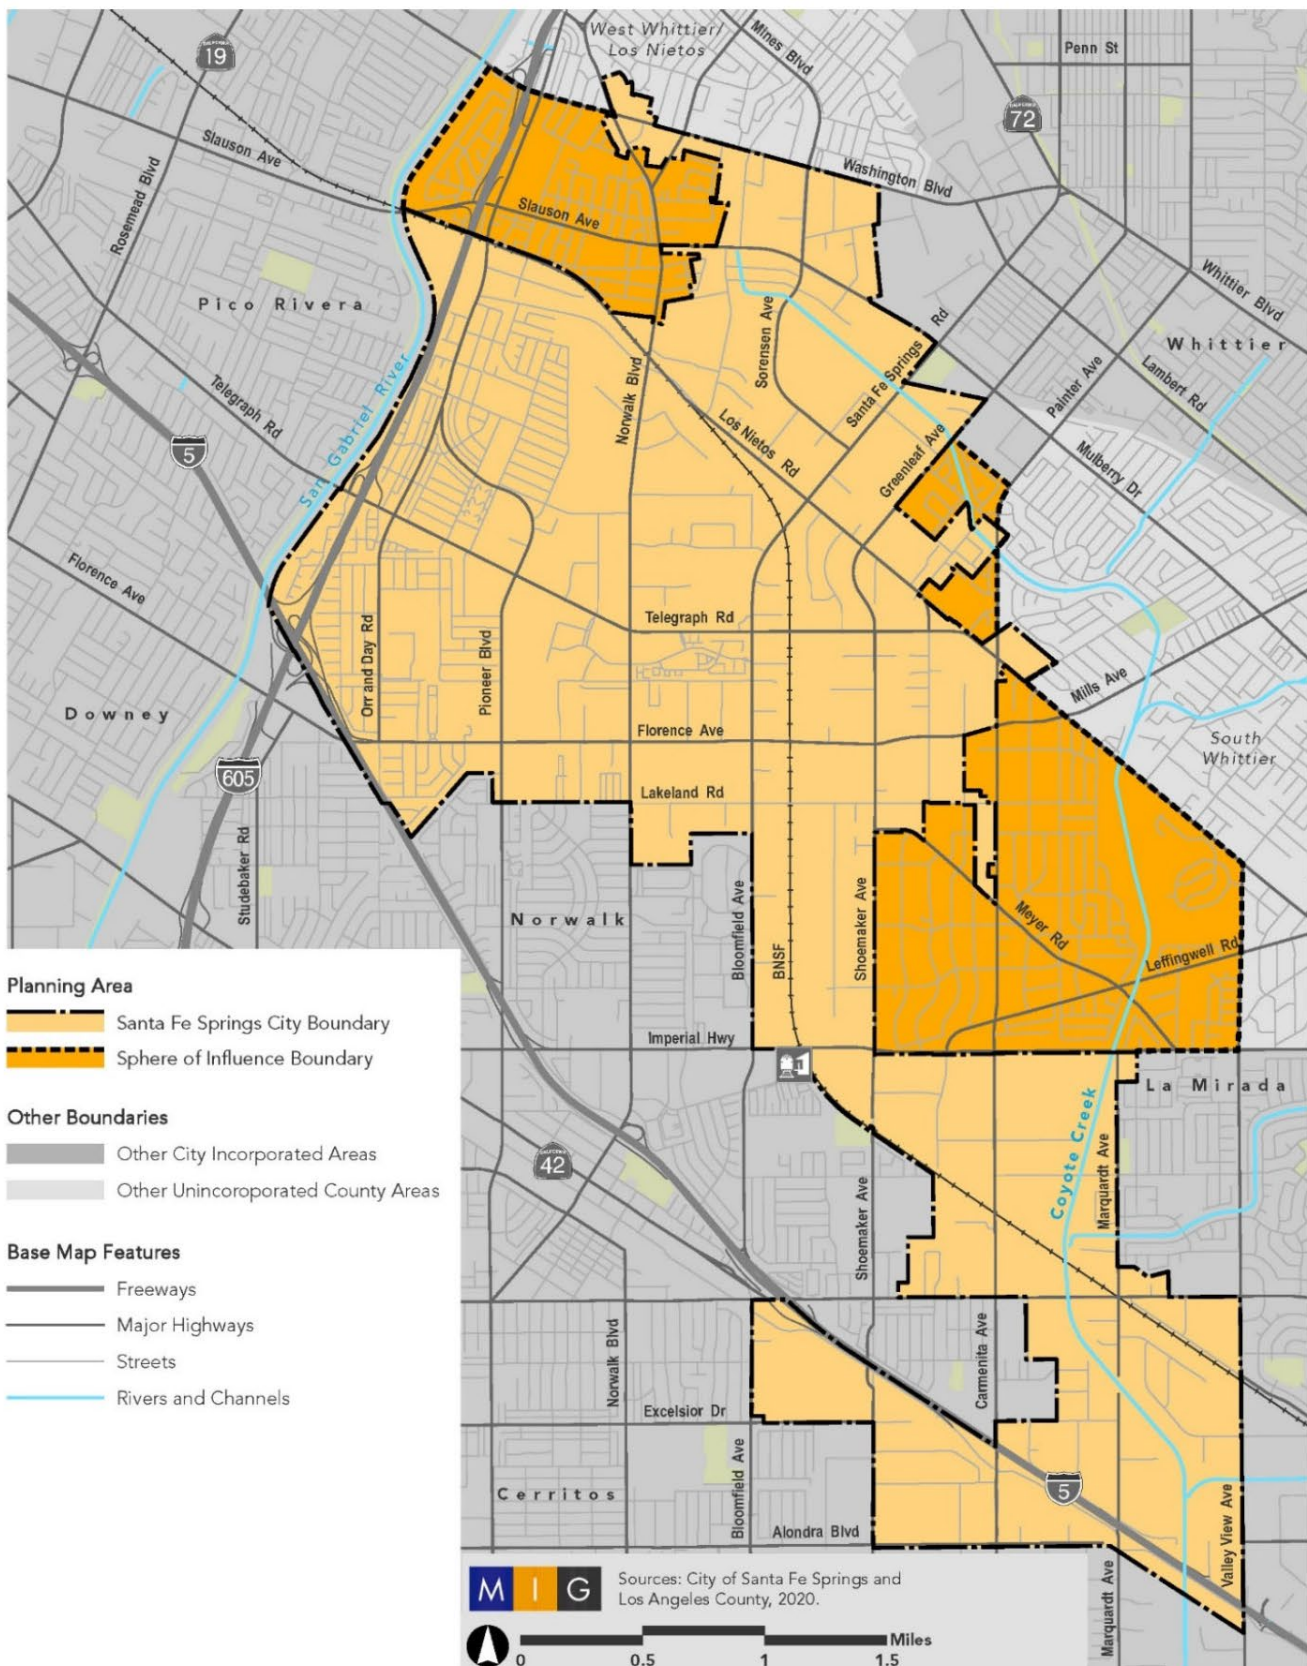 West Whittier/
Los Nietos
Mines Blvd
Penn St
CALIFORNIA
19
CALIFORNIA
72
Slauson Ave
Rosemead Blvd
Washington Blvd
Slauson Ave
Whittier Blvd
Pico Rivera
Whittier
Sorensen Ave
Santa Fe Springs Rd
Painter Ave
Lambert Rd
San Gabriel River
Telegraph Rd
Norwalk Blvd
Los Nietos Rd
Greenleaf Ave
Mulberry Dr
5
Florence Ave
Telegraph Rd
Orr and Day Rd
Pioneer Blvd
Mills Ave
Downey
Florence Ave
South
Whittier
605
Lakeland Rd
Studebaker Rd
Norwalk
Bloomfield Ave
BNSF
Shoemaker Ave
Meyer Rd
Leffingwell Rd
Imperial Hwy
La Mirada
Coyote Creek
Marquardt Ave
CALIFORNIA
42
Shoemaker Ave
Norwalk Blvd
Carmenita Ave
Excelsior Dr
Bloomfield Ave
Cerritos
5
Valley View Ave
Alondra Blvd
Marquardt Ave
Planning Area
Santa Fe Springs City Boundary
Sphere of Influence Boundary
Other Boundaries
Other City Incorporated Areas
Other Unincoroporated County Areas
Base Map Features
Freeways
Major Highways
Streets
Rivers and Channels
M I G
Sources: City of Santa Fe Springs and
Los Angeles County, 2020.
Miles
0 0.5 1 1.5